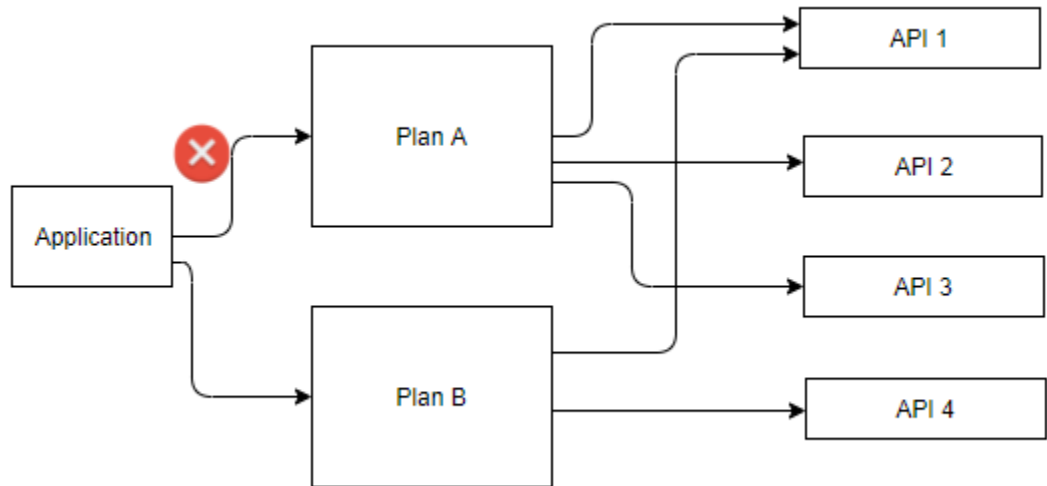 API 1
Plan A
API 2
Application
API 3
Plan B
API 4